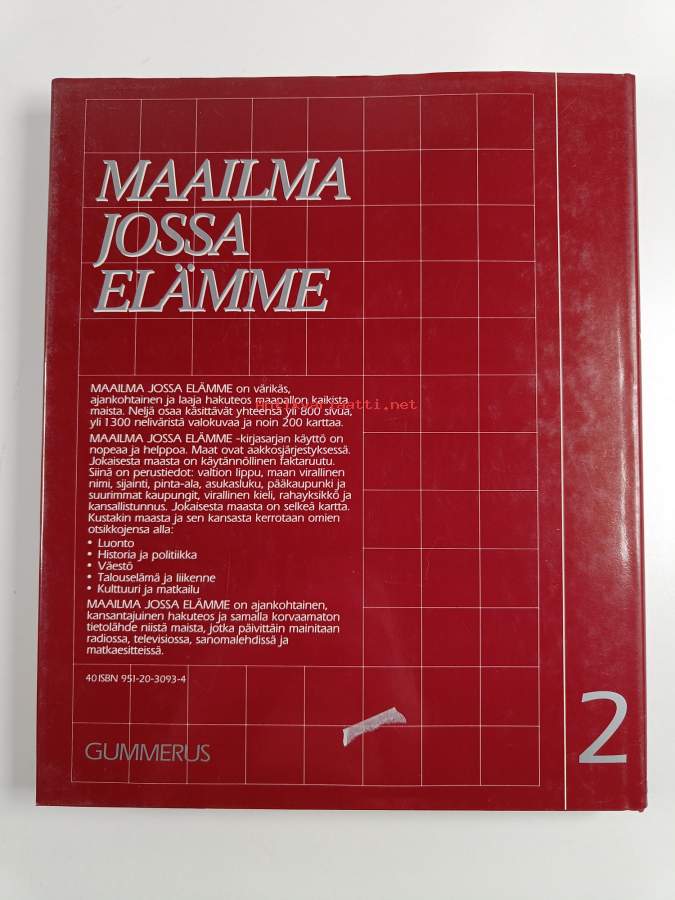 MAAILMA
JOSSA
ELÄMME
MAAILMA JOSSA ELÄMME on värikäs,
ajankohtainen ja laaja hakuteos maapallon kaikista
maista. Neljä osaa käsittävät yhteensä yli 800 sivua,
yli 1300 neliväristä valokuvaa ja noin 200 karttaa.
MAAILMA JOSSA ELÄMME -kirjasarjan käyttö on
nopeaa ja helppoa. Maat ovat aakkosjärjestyksessä.
Jokaisesta maasta on käytännöllinen faktaruutu.
Siinä on perustiedot: valtion lippu, maan virallinen
nimi, sijainti, pinta-ala, asukasluku, pääkaupunki ja
suurimmat kaupungit, virallinen kieli, rahayksikkö ja
kansallistunnus. Jokaisesta maasta on selkeä kartta.
Kustakin maasta ja sen kansasta kerrotaan omien
otsikkojensa alla:
• Luonto
• Historia ja politiikka
• Väestö
• Talouselämä ja liikenne
• Kulttuuri ja matkailu
MAAILMA JOSSA ELÄMME on ajankohtainen,
kansantajuinen hakuteos ja samalla korvaamaton
tietolähde niistä maista, jotka päivittäin mainitaan
radiossa, televisiossa, sanomalehdissä ja
matkaesitteissä.
40 ISBN 951-20-3093-4
GUMMERUS
2